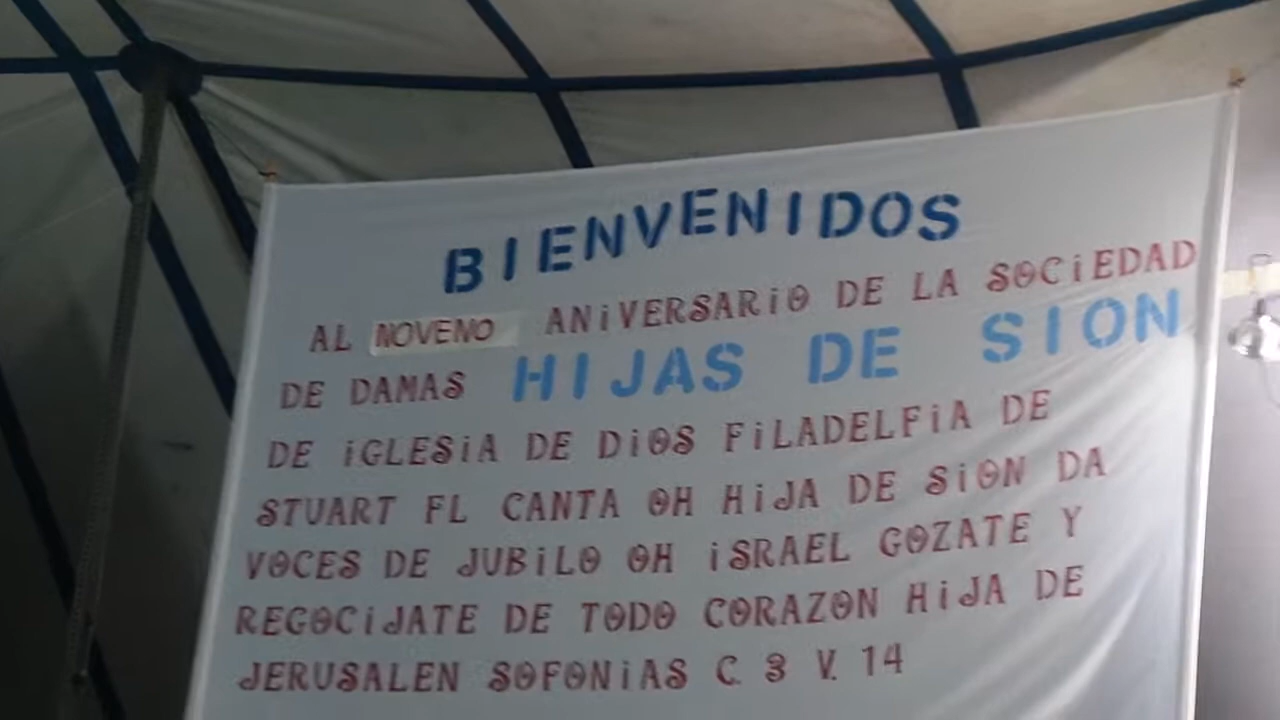 BIENVENIDOS
AL NOVENO ANiVERSARiO DE LA SOCiEDAD
DE DAMAS HIJAS DE SION
DE iGLESiA DE DiOS FiLADELFiA DE
STUART FL CANTA OH HiJA DE SiON DA
VOCES DE JUBiLO OH iSRAEL GOZATE Y
REGOCiJATE DE TODO CORAZON HiJA DE
JERUSALEN SOFONiAS C. 3 V. 14